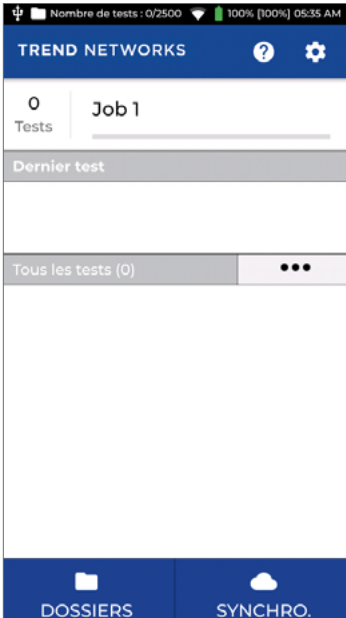 Nombre de tests : 0/2500 100% [100%] 05:35 AM
TREND NETWORKS
0
Tests
Job 1
Dernier test
Tous les tests (0)
DOSSIERS
SYNCHRO.